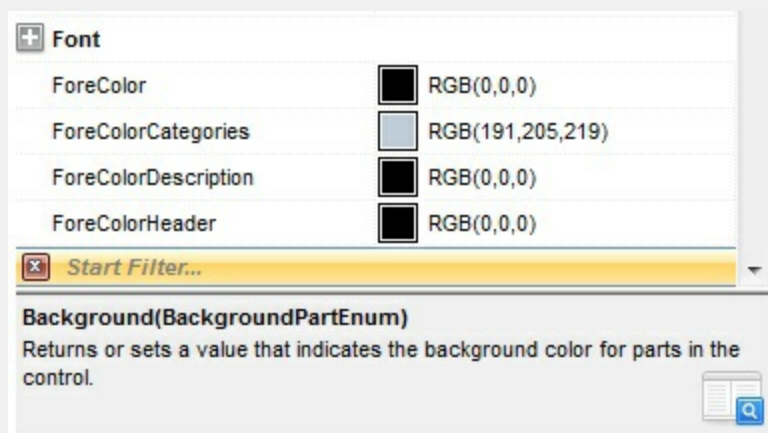 Font
ForeColor RGB(0,0,0)
ForeColorCategories RGB(191,205,219)
ForeColorDescription RGB(0,0,0)
ForeColorHeader RGB(0,0,0)
Start Filter...
Background(BackgroundPartEnum)
Returns or sets a value that indicates the background color for parts in the
control.